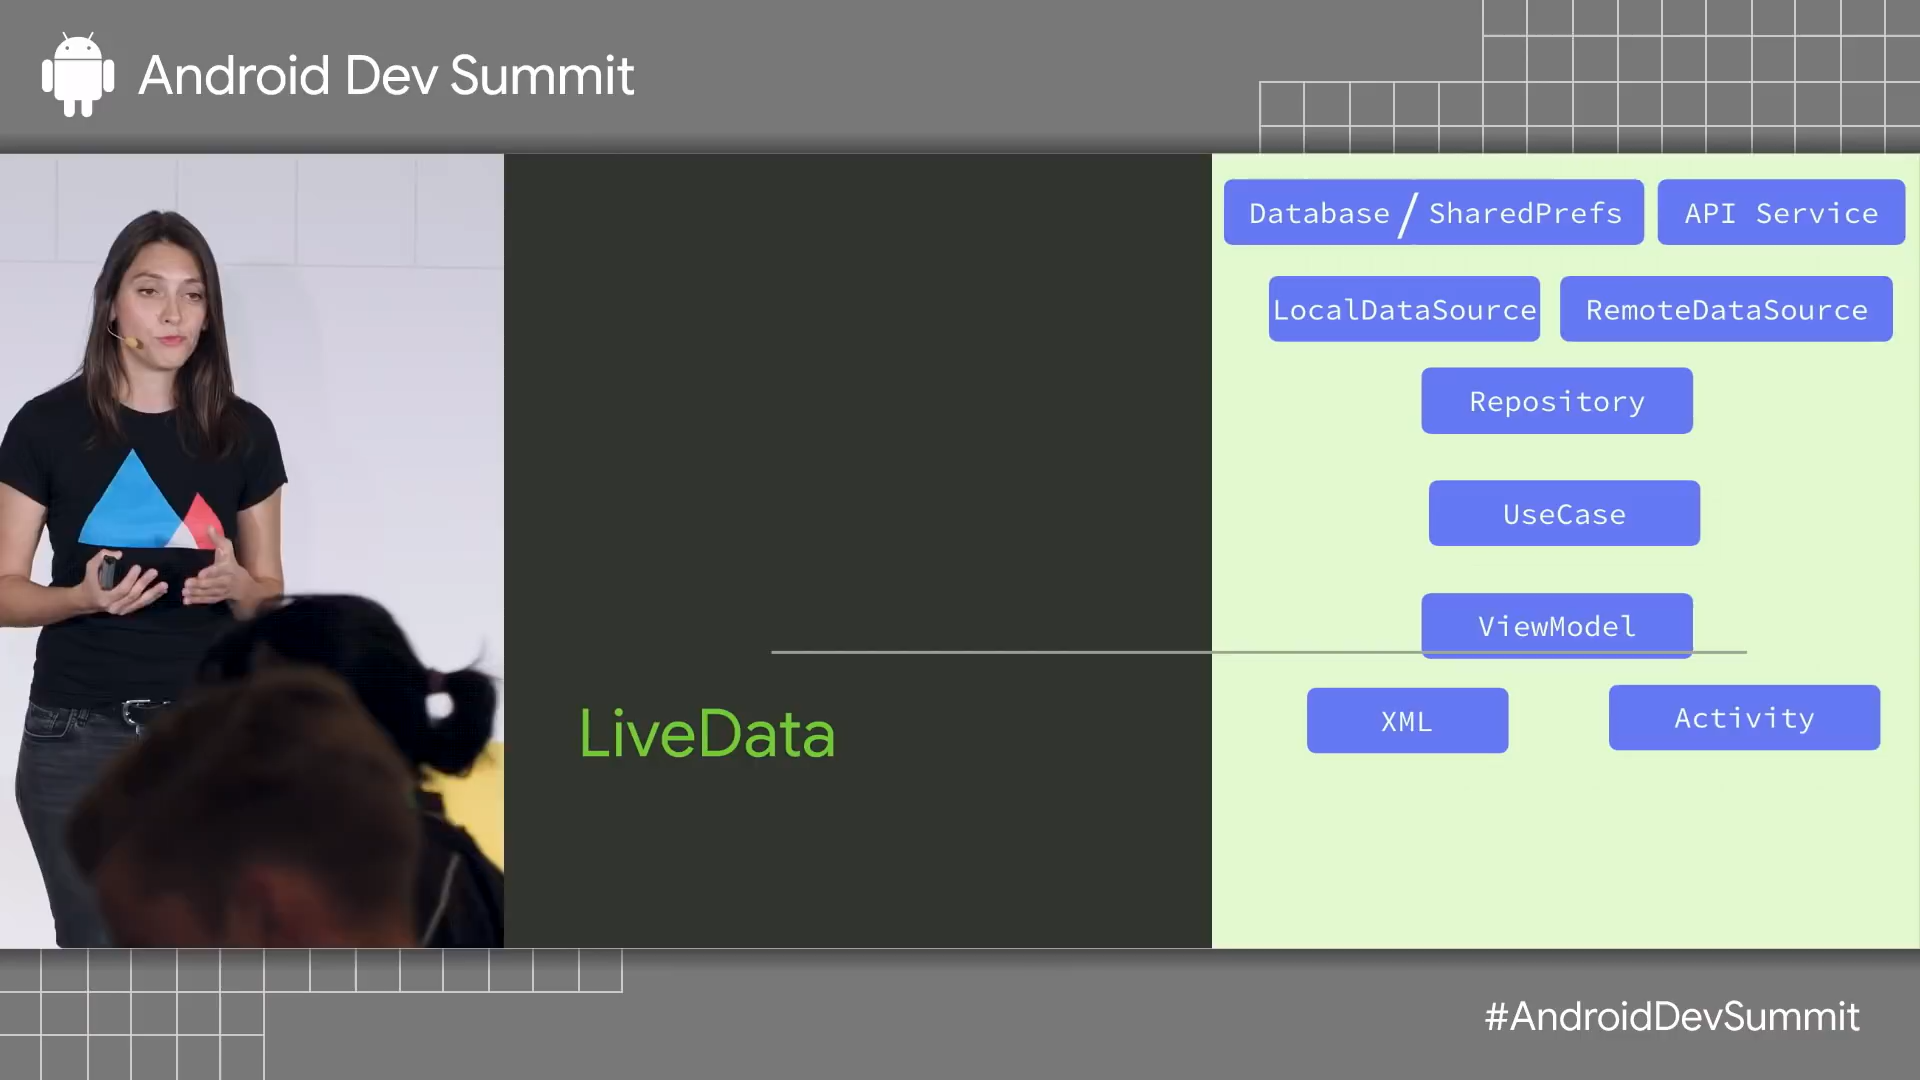 Android Dev Summit
Database / SharedPrefs
API Service
LocalDataSource
RemoteDataSource
Repository
UseCase
ViewModel
LiveData
XML
Activity
#AndroidDevSummit